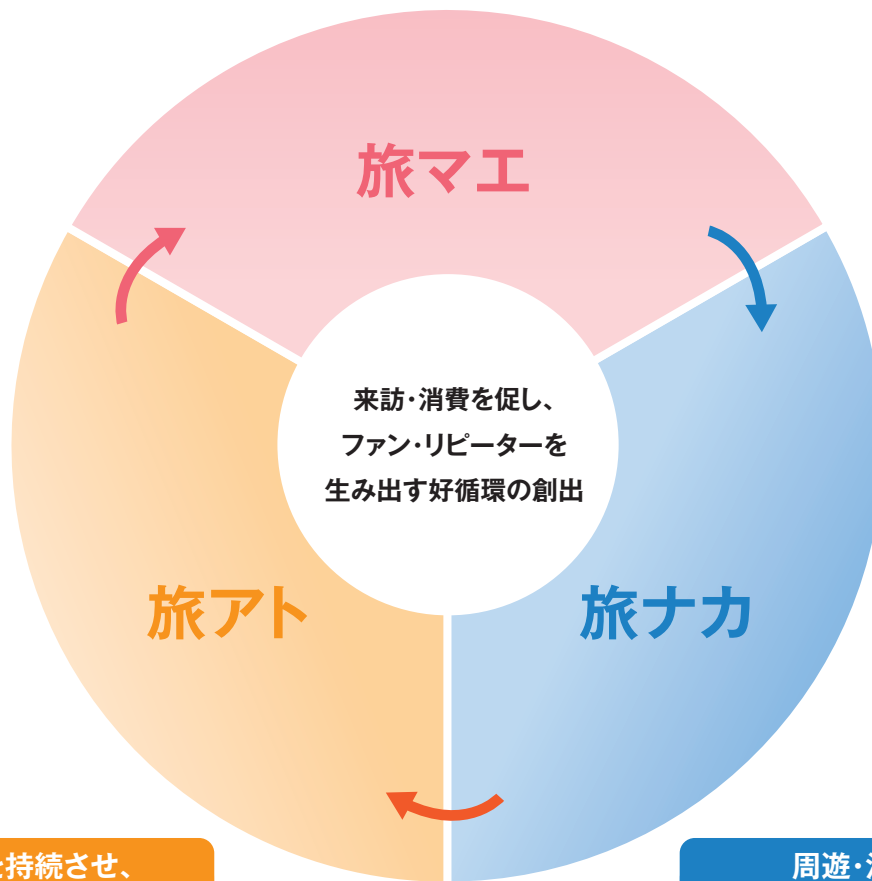 旅マエ
来訪・消費を促し、
ファン・リピーターを
生み出す好循環の創出
旅アト
旅ナカ
持続させ、
周遊・